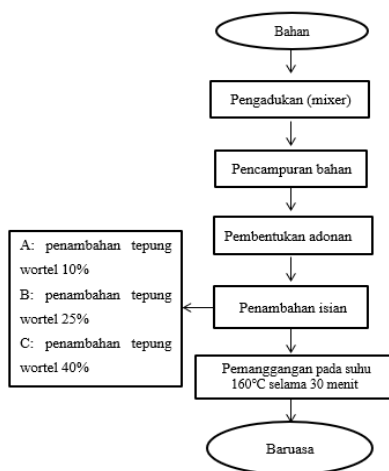 Bahan
Pengadukan (mixer)
Pencampuran bahan
Pembentukan adonan
A: penambahan tepung
wortel 10%
B: penambahan tepung
wortel 25%
C: penambahan tepung
wortel 40%
Penambahan isian
Pemanggangan pada suhu
160℃ selama 30 menit
Baruasa